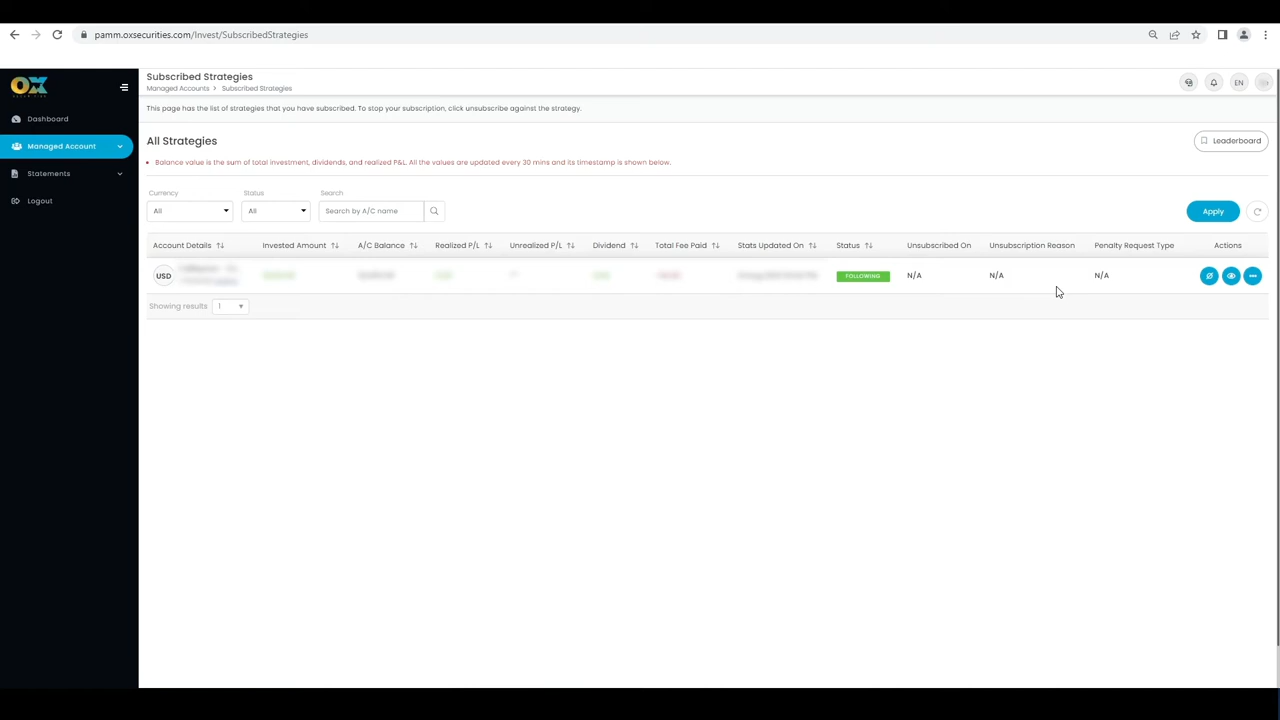 pamm.oxsecurities.com/Invest/SubscribedStrategies
OX
Dashboard
Managed Account
Statements
Logout
Subscribed Strategies
Managed Accounts > Subscribed Strategies
EN
This page has the list of strategies that you have subscribed. To stop your subscription, click unsubscribe against the strategy.
All Strategies
Leaderboard
Balance value is the sum of total investment, dividends, and realized P&L. All the values are updated every 30 mins and its timestamp is shown below.
Currency Status Search
All All Search by A/C name Apply
Account Details Invested Amount A/C Balance Realized P/L Unrealized P/L Dividend Total Fee Paid Stats Updated On Status Unsubscribed On Unsubscription Reason Penalty Request Type Actions
USD FOLLOWING N/A N/A N/A
Showing results 1